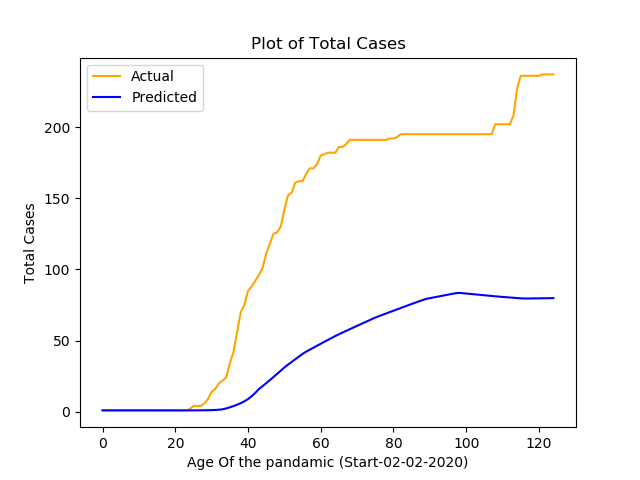 Plot of Total Cases
Actual
Predicted
200
150
100
50
0
Total Cases
0 20 40 60 80 100 120
Age Of the pandamic (Start-02-02-2020)